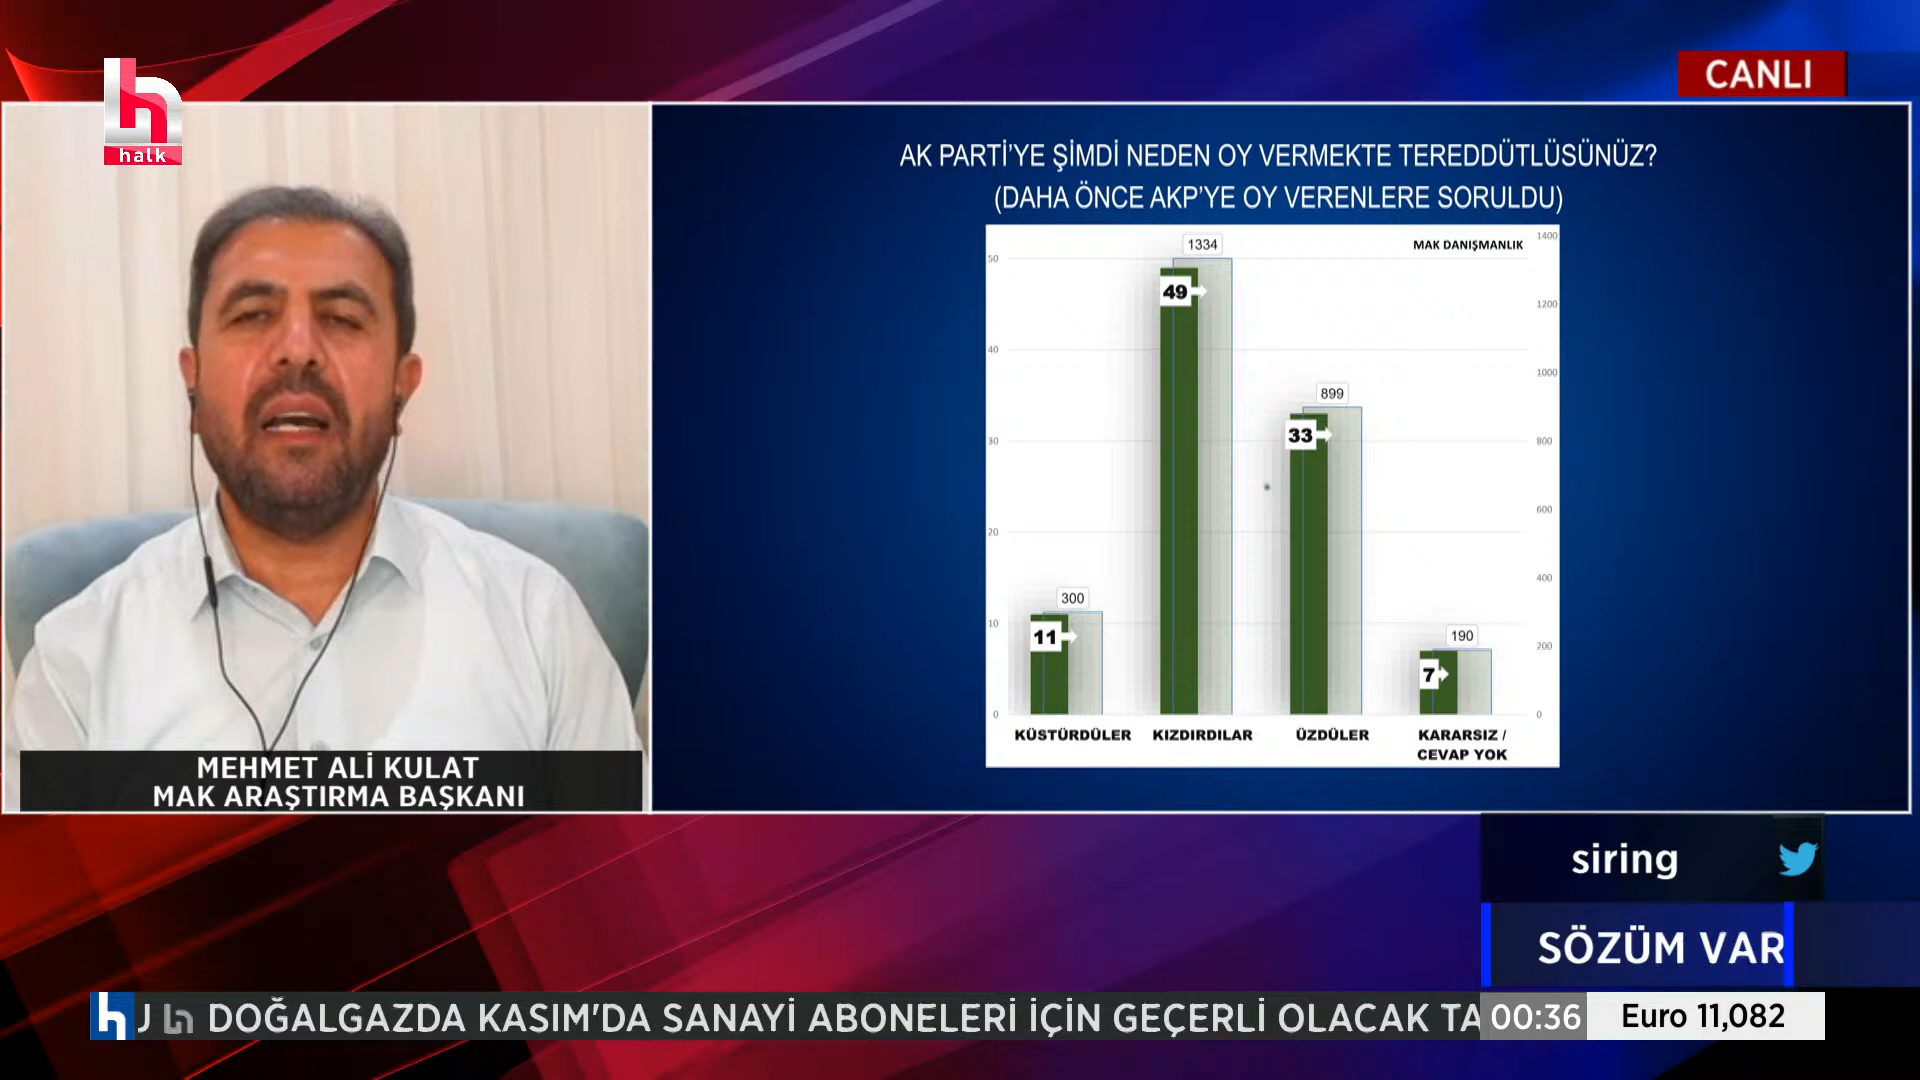 CANLI
halk
AK PARTİ'YE ŞİMDİ NEDEN OY VERMEKTE TEREDDÜTLÜSÜNÜZ?
(DAHA ÖNCE AKP'YE OY VERENLERE SORULDU)
MAK DANIŞMANLIK
1400
1334
50
49
1200
40
1000
899
33
30
800
20
600
400
300
11
10
190
7
200
0
0
KÜSTÜRDÜLER
KIZDIRDILAR
ÜZDÜLER
KARARSIZ /
CEVAP YOK
MEHMET ALİ KULAT
MAK ARAŞTIRMA BAŞKANI
siring
SÖZÜM VAR
DOĞALGAZDA KASIM'DA SANAYİ ABONELERİ İÇİN GEÇERLİ OLACAK TA
00:36
Euro 11,082